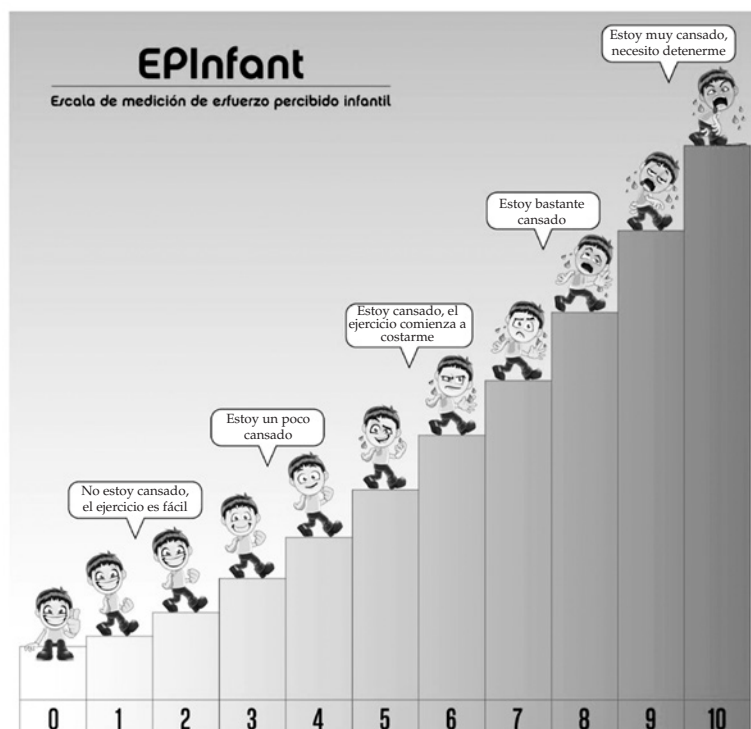 EPInfant
Escala de medición de esfuerzo percibido infantil
Estoy muy cansado,
necesito detenerme
Estoy bastante
cansado
Estoy cansado, el
ejercicio comienza a
costarme
Estoy un poco
cansado
No estoy cansado,
el ejercicio es fácil
0 1 2 3 4 5 6 7 8 9 10